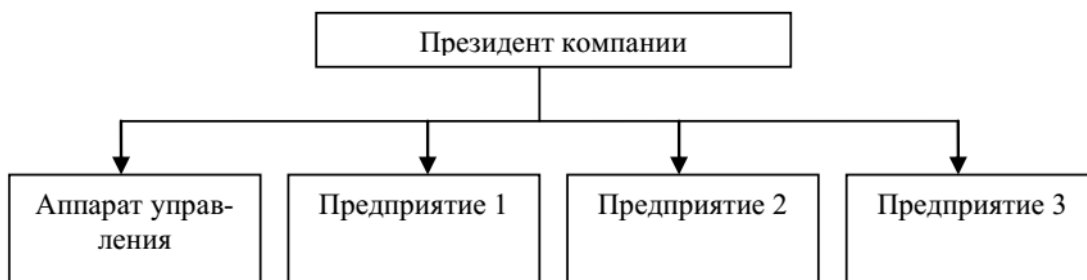 Президент компании
Аппарат управ-
ления
Предприятие 1
Предприятие 2
Предприятие 3